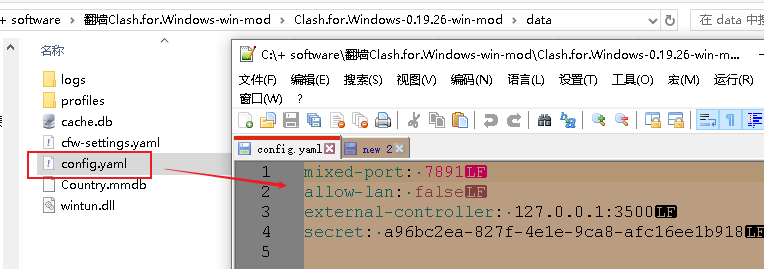 software › 翻墙Clash.for.Windows-win-mod › Clash.for.Windows-0.19.26-win-mod › data
在 data 中搜
名称
logs
profiles
cache.db
cfw-settings.yaml
config.yaml
Country.mmdb
wintun.dll
C:\+ software\翻墙Clash.for.Windows-win-mod\Clash.for.Windows-0.19.26-win-m...
文件(F) 编辑(E) 搜索(S) 视图(V) 编码(N) 语言(L) 设置(T) 工具(O) 宏(M) 运行(R)
窗口(W) ?
config.yaml new 2
1 mixed-port: 7891LF
2 allow-lan: falseLF
3 external-controller: 127.0.0.1:3500LF
4 secret: a96bc2ea-827f-4e1e-9ca8-afc16ee1b918LF
5